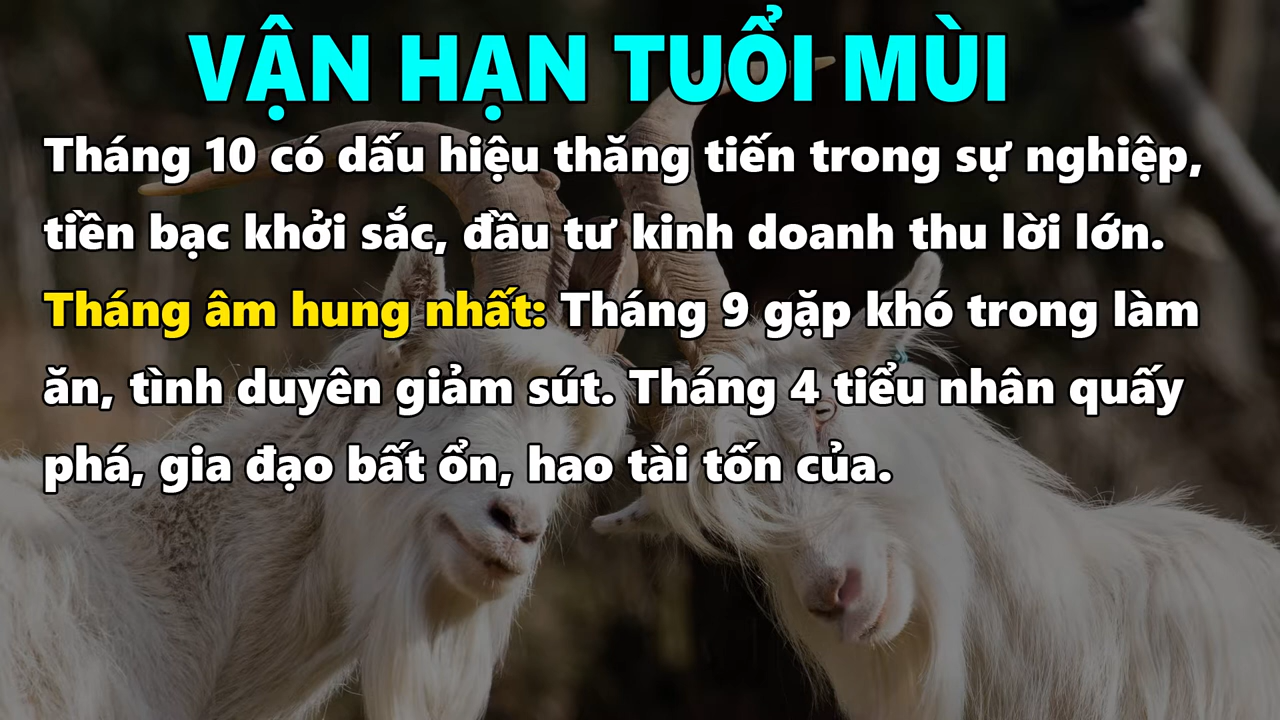 VẬN HẠN TUỔI MÙI
Tháng 10 có dấu hiệu thăng tiến trong sự nghiệp,
tiền bạc khởi sắc, đầu tư kinh doanh thu lời lớn.
Tháng âm hung nhất: Tháng 9 gặp khó trong làm
ăn, tình duyên giảm sút. Tháng 4 tiểu nhân quấy
phá, gia đạo bất ổn, hao tài tốn của.